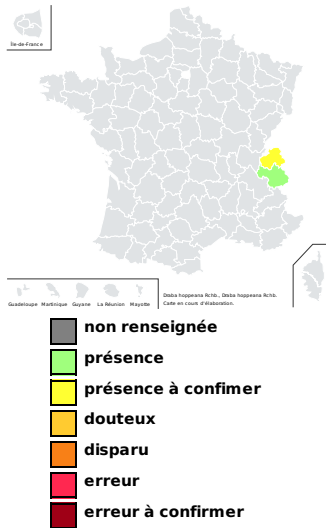 Île-de-France
Guadeloupe Martinique Guyane La Réunion Mayotte
Draba hoppeana Rchb., Draba hoppeana Rchb.
Carte en cours d'élaboration.
non renseignée
présence
présence à confimer
douteux
disparu
erreur
erreur à confirmer